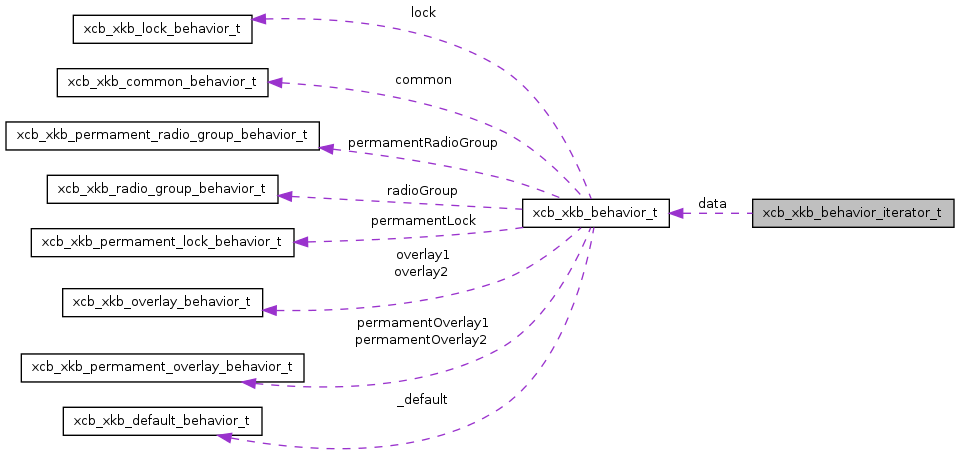 lock
xcb_xkb_lock_behavior_t
common
xcb_xkb_common_behavior_t
xcb_xkb_permament_radio_group_behavior_t
permamentRadioGroup
xcb_xkb_radio_group_behavior_t
radioGroup
xcb_xkb_behavior_t
data
xcb_xkb_behavior_iterator_t
permamentLock
xcb_xkb_permament_lock_behavior_t
overlay1
overlay2
xcb_xkb_overlay_behavior_t
permamentOverlay1
permamentOverlay2
xcb_xkb_permament_overlay_behavior_t
_default
xcb_xkb_default_behavior_t